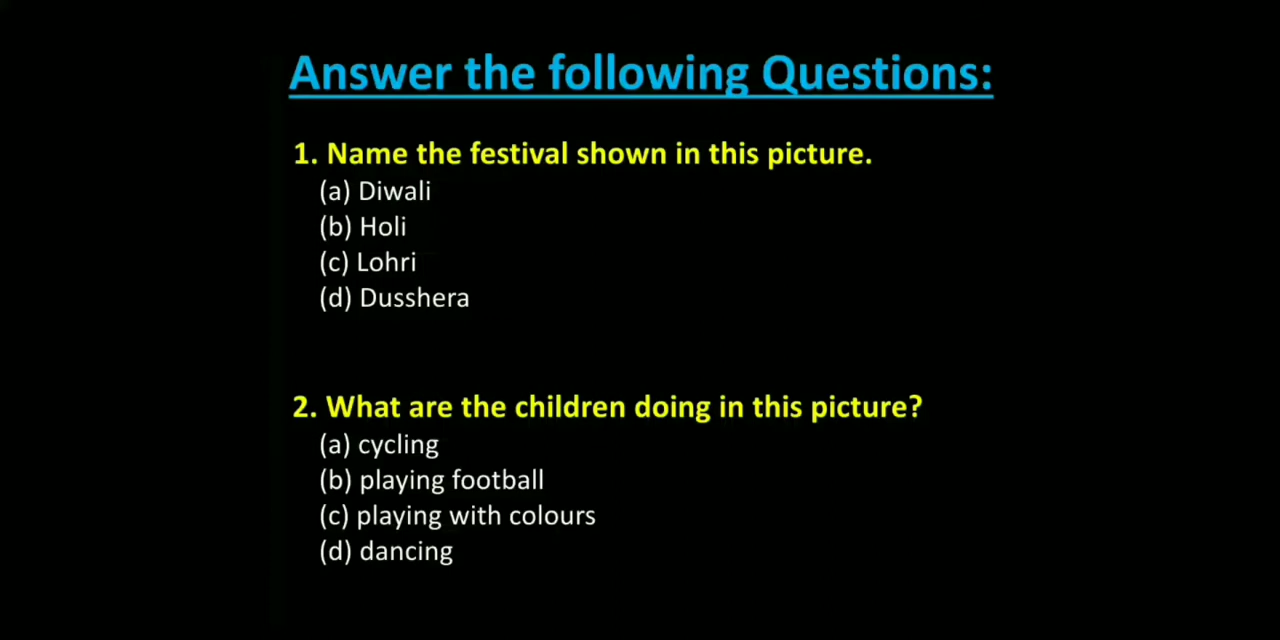 Answer the following Questions:
1. Name the festival shown in this picture.
(a) Diwali
(b) Holi
(c) Lohri
(d) Dusshera
2. What are the children doing in this picture?
(a) cycling
(b) playing football
(c) playing with colours
(d) dancing